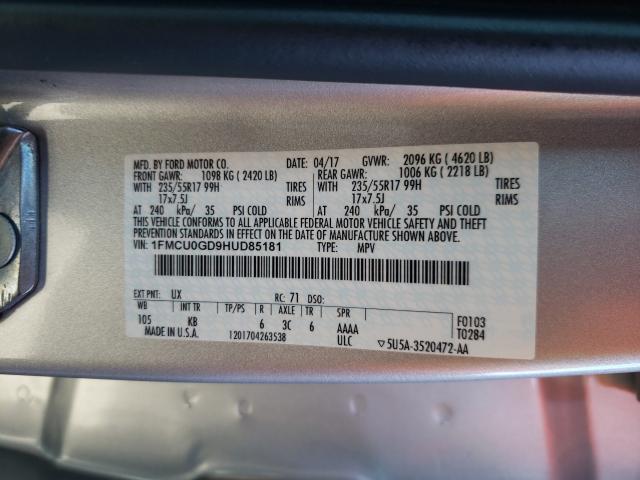 MFD. BY FORD MOTOR CO. DATE: 04/17 GVWR: 2096 KG ( 4620 LB)
FRONT GAWR: 1098 KG ( 2420 LB) REAR GAWR: 1006 KG ( 2218 LB)
WITH 235/55R17 99H TIRES WITH 235/55R17 99H TIRES
17x7.5J RIMS 17x7.5J RIMS
AT 240 kPa/ 35 PSI COLD AT 240 kPa/ 35 PSI COLD
THIS VEHICLE CONFORMS TO ALL APPLICABLE FEDERAL MOTOR VEHICLE SAFETY AND THEFT
PREVENTION STANDARDS IN EFFECT ON THE DATE OF MANUFACTURE SHOWN ABOVE.
VIN: 1FMCU0GD9HUD85181 TYPE: MPV
EXT PNT: UX RC: 71 DSO:
WB INT TR TP/PS R AXLE TR SPR
105 KB 6 3C 6 AAAA
MADE IN U.S.A. 1201704263538 ULC
F0103
T0284
▽5U5A-3520472-AA